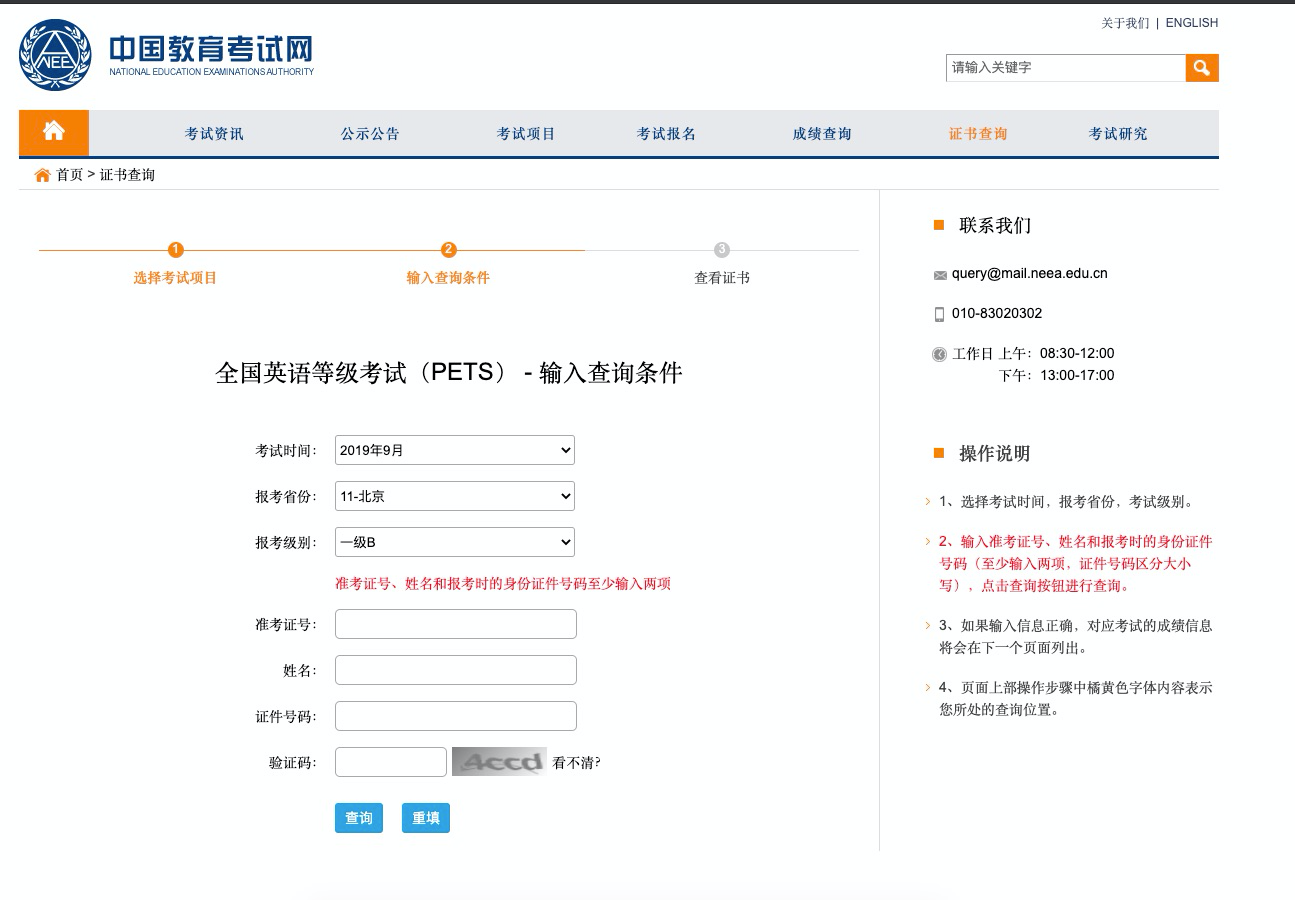 关于我们 | ENGLISH
NEEA
中国教育考试网
NATIONAL EDUCATION EXAMINATIONS AUTHORITY
请输入关键字
考试资讯 公示公告 考试项目 考试报名 成绩查询 证书查询 考试研究
首页 > 证书查询
1 2 3
选择考试项目 输入查询条件 查看证书
全国英语等级考试（PETS） - 输入查询条件
考试时间： 2019年9月
报考省份： 11-北京
报考级别： 一级B
准考证号、姓名和报考时的身份证件号码至少输入两项
准考证号：
姓名：
证件号码：
验证码： 4ccd 看不清?
查询 重填
联系我们
query@mail.neea.edu.cn
010-83020302
工作日 上午：08:30-12:00
下午：13:00-17:00
操作说明
1、选择考试时间，报考省份，考试级别。
2、输入准考证号、姓名和报考时的身份证件
号码（至少输入两项，证件号码区分大小
写），点击查询按钮进行查询。
3、如果输入信息正确，对应考试的成绩信息
将会在下一个页面列出。
4、页面上部操作步骤中橘黄色字体内容表示
您所处的查询位置。